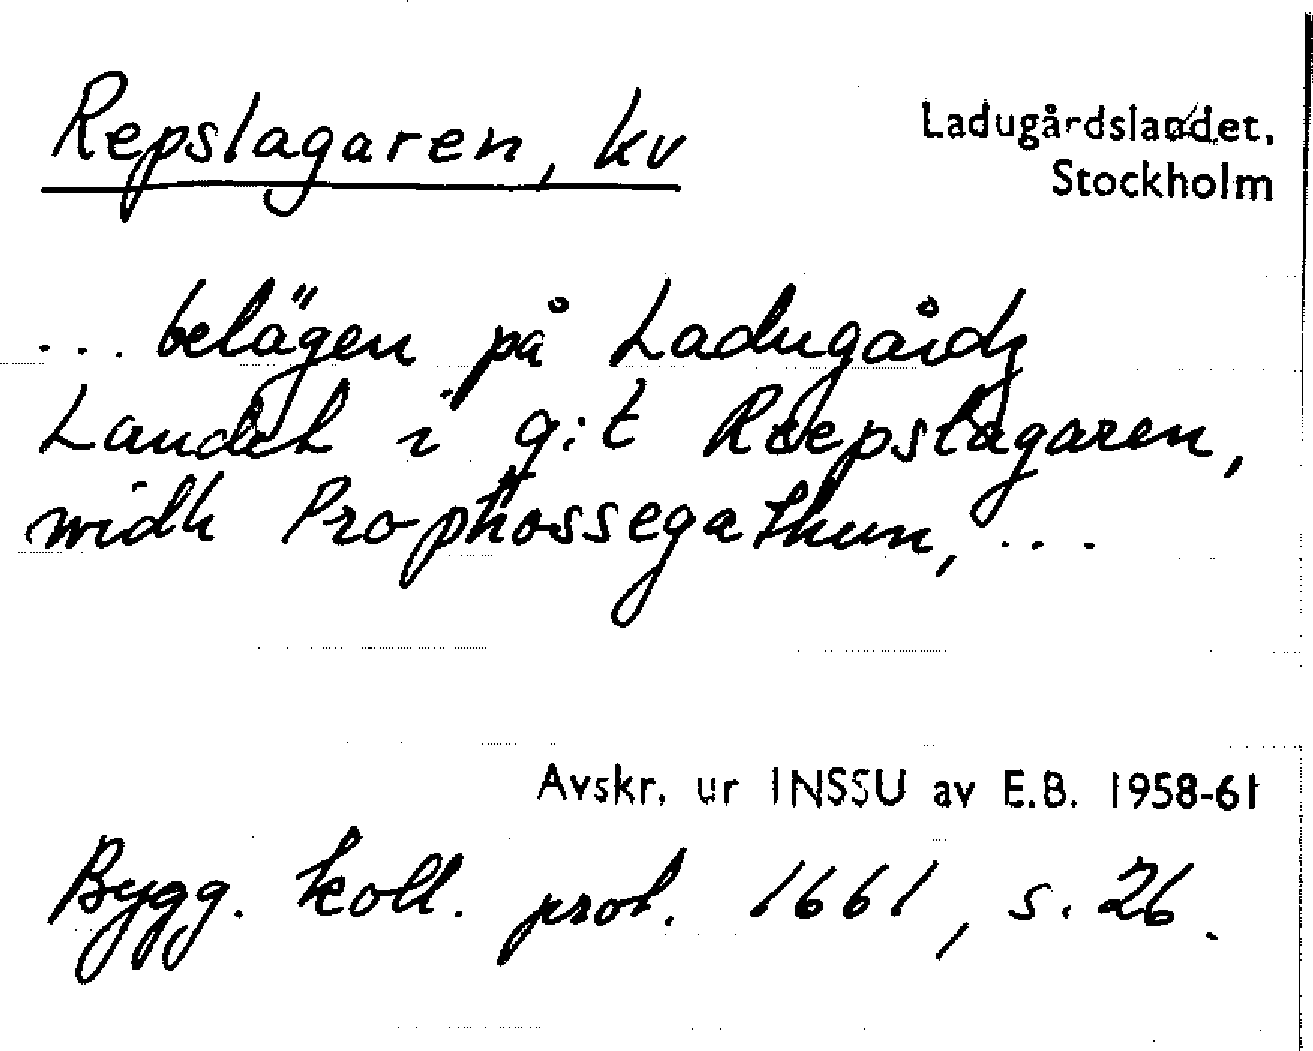 Repslagaren, kv
Ladugårdslandet,
Stockholm
... belägen på Ladugårdz
Landet i q:t Reepslagaren,
widh Prophossegathun, ...
Avskr. ur INSSU av E.B. 1958-61
Bygg. koll. prot. 1661, s. 26.